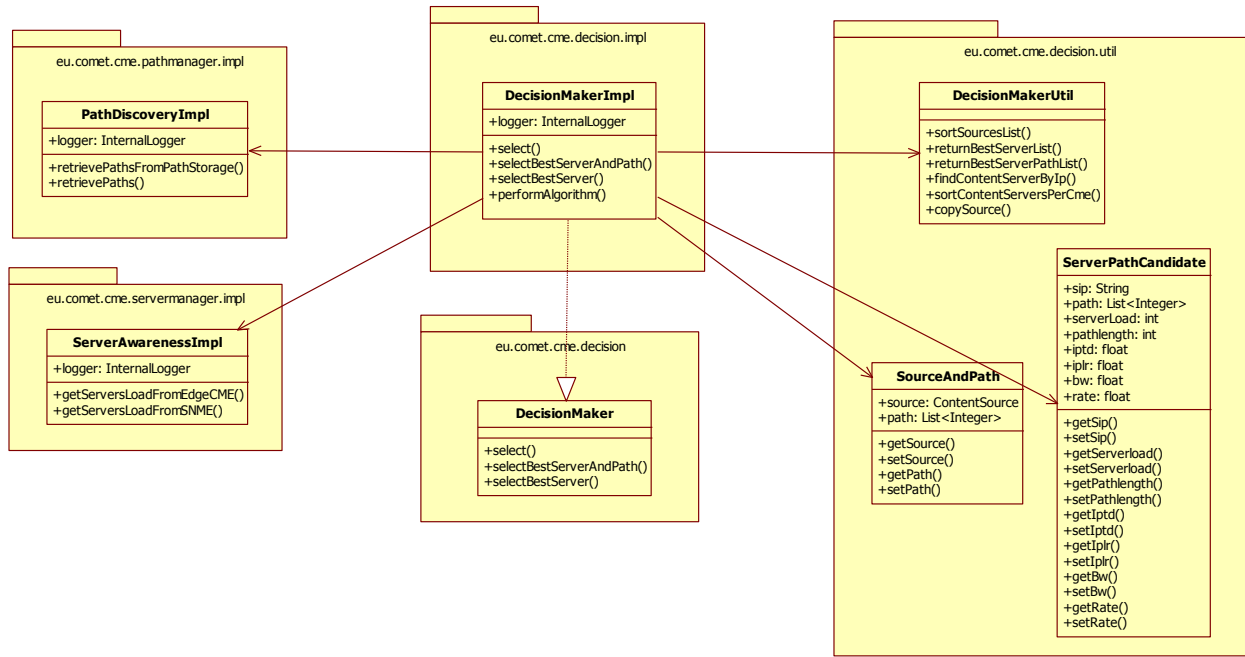 eu.comet.cme.pathmanager.impl
PathDiscoveryImpl
+logger: InternalLogger
+retrievePathsFromPathStorage()
+retrievePaths()
eu.comet.cme.servermanager.impl
ServerAwarenessImpl
+logger: InternalLogger
+getServersLoadFromEdgeCME()
+getServersLoadFromSNME()
eu.comet.cme.decision.impl
DecisionMakerImpl
+logger: InternalLogger
+select()
+selectBestServerAndPath()
+selectBestServer()
+performAlgorithm()
eu.comet.cme.decision
DecisionMaker
+select()
+selectBestServerAndPath()
+selectBestServer()
eu.comet.cme.decision.util
DecisionMakerUtil
+sortSourcesList()
+returnBestServerList()
+returnBestServerPathList()
+findContentServerByIp()
+sortContentServersPerCme()
+copySource()
SourceAndPath
+source: ContentSource
+path: List<Integer>
+getSource()
+setSource()
+getPath()
+setPath()
ServerPathCandidate
+sip: String
+path: List<Integer>
+serverLoad: int
+pathlength: int
+iptd: float
+iplr: float
+bw: float
+rate: float
+getSip()
+setSip()
+getServerload()
+setServerload()
+getPathlength()
+setPathlength()
+getIptd()
+setIptd()
+getIplr()
+setIplr()
+getBw()
+setBw()
+getRate()
+setRate()